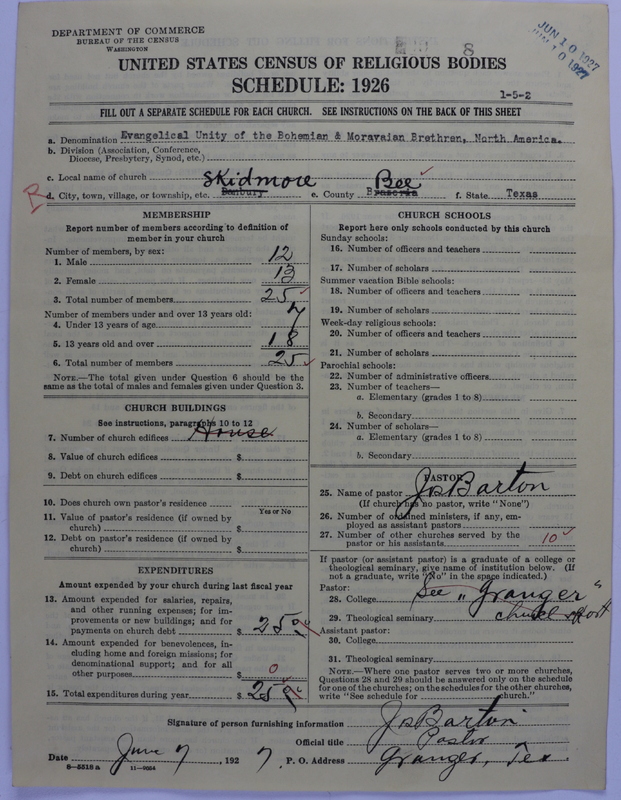 DEPARTMENT OF COMMERCE
BUREAU OF THE CENSUS
WASHINGTON
8
JUN 10 1927
JUN 10 1927
UNITED STATES CENSUS OF RELIGIOUS BODIES
SCHEDULE: 1926
1-5-2
FILL OUT A SEPARATE SCHEDULE FOR EACH CHURCH. SEE INSTRUCTIONS ON THE BACK OF THIS SHEET
a. Denomination Evangelical Unity of the Bohemian & Moravaian Brethren, North America.
b. Division (Association, Conference,
Diocese, Presbytery, Synod, etc.)
c. Local name of church Skidmore Bee
d. City, town, village, or township, etc. Danbury e. County Brasoria f. State Texas
MEMBERSHIP
Report number of members according to definition of
member in your church
Number of members, by sex:
1. Male 12
2. Female 13
3. Total number of members 25
Number of members under and over 13 years old:
4. Under 13 years of age 7
5. 13 years old and over 18
6. Total number of members 25
NOTE.—The total given under Question 6 should be the
same as the total of males and females given under Question 3.
CHURCH BUILDINGS
See instructions, paragraphs 10 to 12
7. Number of church edifices House
8. Value of church edifices $
9. Debt on church edifices $
10. Does church own pastor's residence
Yes or No
11. Value of pastor's residence (if owned by
church) $
12. Debt on pastor's residence (if owned by
church) $
EXPENDITURES
Amount expended by your church during last fiscal year
13. Amount expended for salaries, repairs,
and other running expenses; for im-
provements or new buildings; and for
payments on church debt $ 25
14. Amount expended for benevolences, in-
cluding home and foreign missions; for
denominational support; and for all
other purposes $ 0
15. Total expenditures during year $ 25
CHURCH SCHOOLS
Report here only schools conducted by this church
Sunday schools:
16. Number of officers and teachers
17. Number of scholars
Summer vacation Bible schools:
18. Number of officers and teachers
19. Number of scholars
Week-day religious schools:
20. Number of officers and teachers
21. Number of scholars
Parochial schools:
22. Number of administrative officers
23. Number of teachers—
a. Elementary (grades 1 to 8)
b. Secondary
24. Number of scholars—
a. Elementary (grades 1 to 8)
b. Secondary
PASTOR
25. Name of pastor Jos Barton
(If church has no pastor, write "None")
26. Number of ordained ministers, if any, em-
ployed as assistant pastors
27. Number of other churches served by the
pastor or his assistants 10
If pastor (or assistant pastor) is a graduate of a college or
theological seminary, give name of institution below. (If
not a graduate, write "No" in the space indicated.)
Pastor:
28. College See "Granger"
29. Theological seminary church
Assistant pastor:
30. College
31. Theological seminary
NOTE.—Where one pastor serves two or more churches,
Questions 28 and 29 should be answered only on the schedule
for one of the churches; on the schedules for the other churches,
write "See schedule for church."
Signature of person furnishing information Jos Barton
Official title Pastor
Date June 7, 1927. P. O. Address Granger, Tex
8—5518 a 11—9064